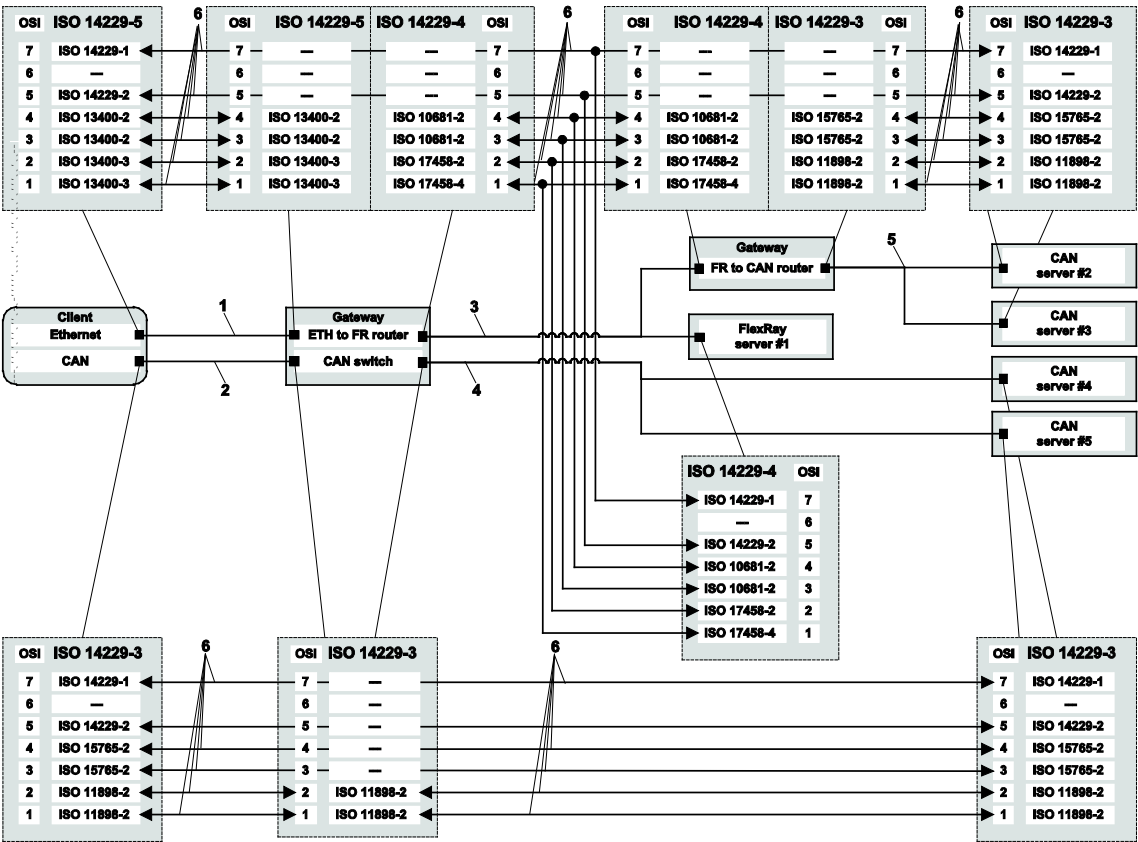 6 6 6
OSI ISO 14229-5 ISO 14229-5 ISO 14229-4 OSI OSI ISO 14229-4 ISO 14229-3 OSI OSI ISO 14229-3
7 ISO 14229-1 7 — — 7 7 — — 7 7 ISO 14229-1
6 — 6 6 6 6 6 —
5 ISO 14229-2 5 — — 5 5 — — 5 5 ISO 14229-2
4 ISO 13400-2 4 ISO 13400-2 ISO 10681-2 4 4 ISO 10681-2 ISO 15765-2 4 4 ISO 15765-2
3 ISO 13400-2 3 ISO 13400-2 ISO 10681-2 3 3 ISO 10681-2 ISO 15765-2 3 3 ISO 15765-2
2 ISO 13400-3 2 ISO 13400-3 ISO 17458-2 2 2 ISO 17458-2 ISO 11898-2 2 2 ISO 11898-2
1 ISO 13400-3 1 ISO 13400-3 ISO 17458-4 1 1 ISO 17458-4 ISO 11898-2 1 1 ISO 11898-2
OSI
Gateway
FR to CAN router
5
CAN
server #2
Client
Ethernet
CAN
1
2
Gateway
ETH to FR router
CAN switch
3
4
FlexRay
server #1
CAN
server #3
CAN
server #4
CAN
server #5
ISO 14229-4 OSI
ISO 14229-1 7
— 6
ISO 14229-2 5
ISO 10681-2 4
ISO 10681-2 3
ISO 17458-2 2
ISO 17458-4 1
6 6
OSI ISO 14229-3 OSI ISO 14229-3 OSI ISO 14229-3
7 ISO 14229-1 7 — 7 ISO 14229-1
6 — 6 — 6 —
5 ISO 14229-2 5 — 5 ISO 14229-2
4 ISO 15765-2 4 — 4 ISO 15765-2
3 ISO 15765-2 3 — 3 ISO 15765-2
2 ISO 11898-2 2 ISO 11898-2 2 ISO 11898-2
1 ISO 11898-2 1 ISO 11898-2 1 ISO 11898-2